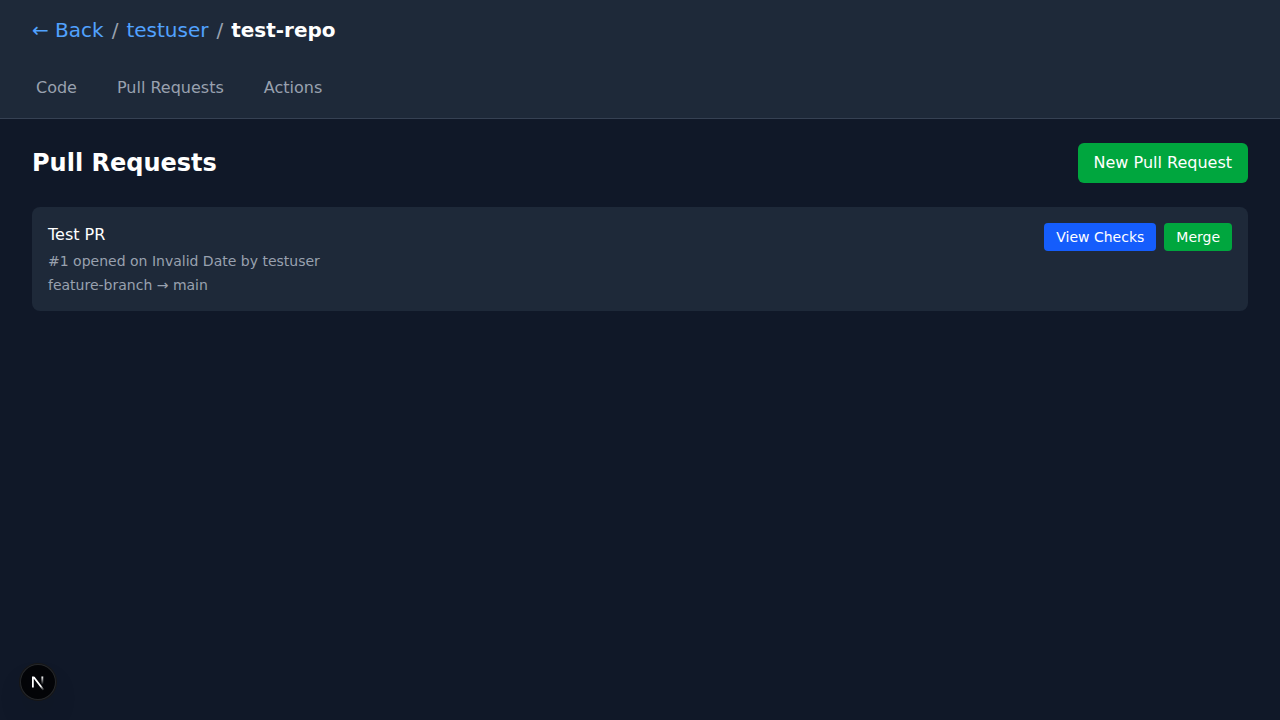 ← Back / testuser / test-repo
Code Pull Requests Actions
Pull Requests
New Pull Request
Test PR
View Checks Merge
#1 opened on Invalid Date by testuser
feature-branch → main
N